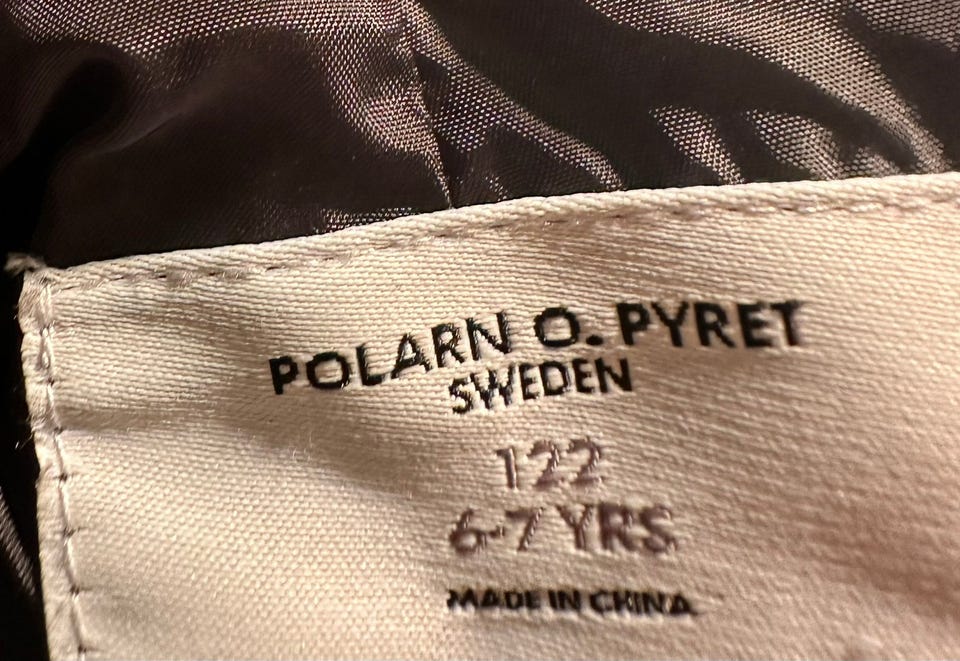 POLARN O. PYRET
SWEDEN
122
6-7 YRS
MADE IN CHINA